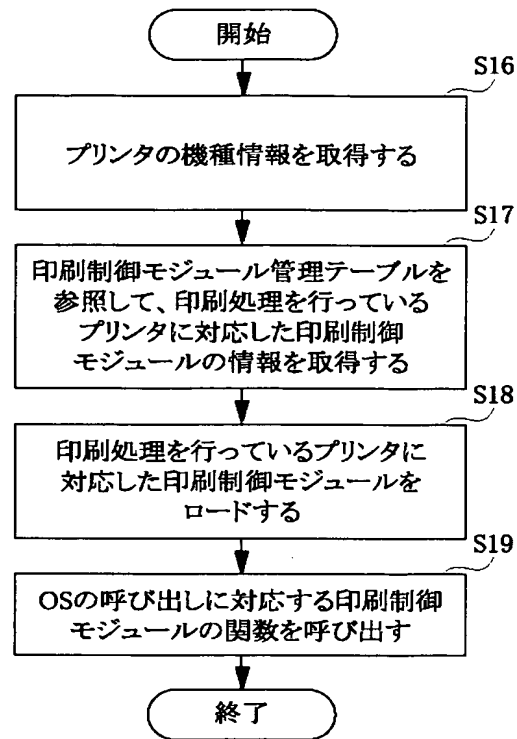 開始
S16
プリンタの機種情報を取得する
S17
印刷制御モジュール管理テーブルを
参照して、印刷処理を行っている
プリンタに対応した印刷制御
モジュールの情報を取得する
S18
印刷処理を行っているプリンタに
対応した印刷制御モジュールを
ロードする
S19
OSの呼び出しに対応する印刷制御
モジュールの関数を呼び出す
終了